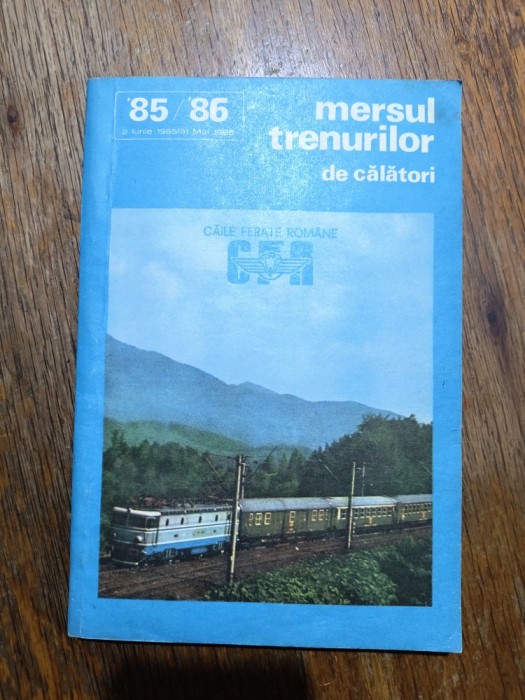 '85/'86
2 Iunie 1985/31 Mai 1986
mersul
trenurilor
de călători
CĂILE FERATE ROMÂNE
CFR